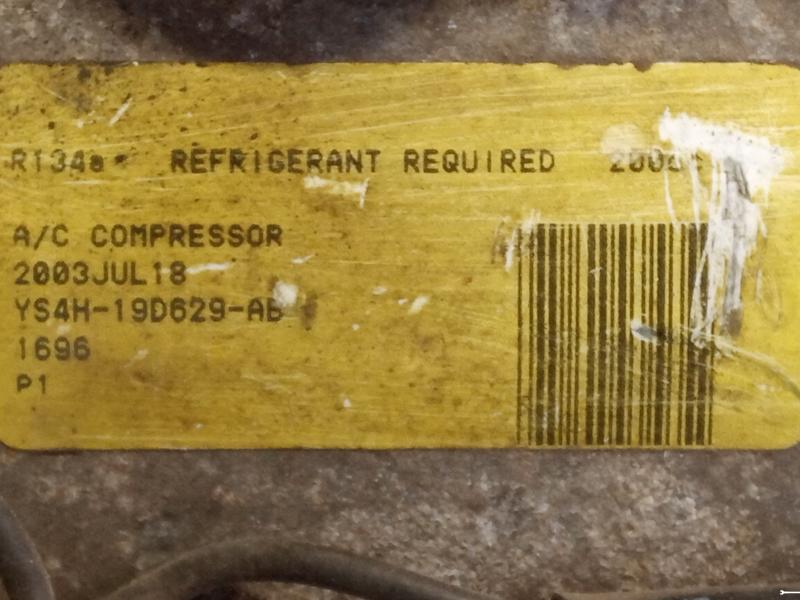 R134a REFRIGERANT REQUIRED
A/C COMPRESSOR
2003JUL18
YS4H-19D629-AB
1696
P1